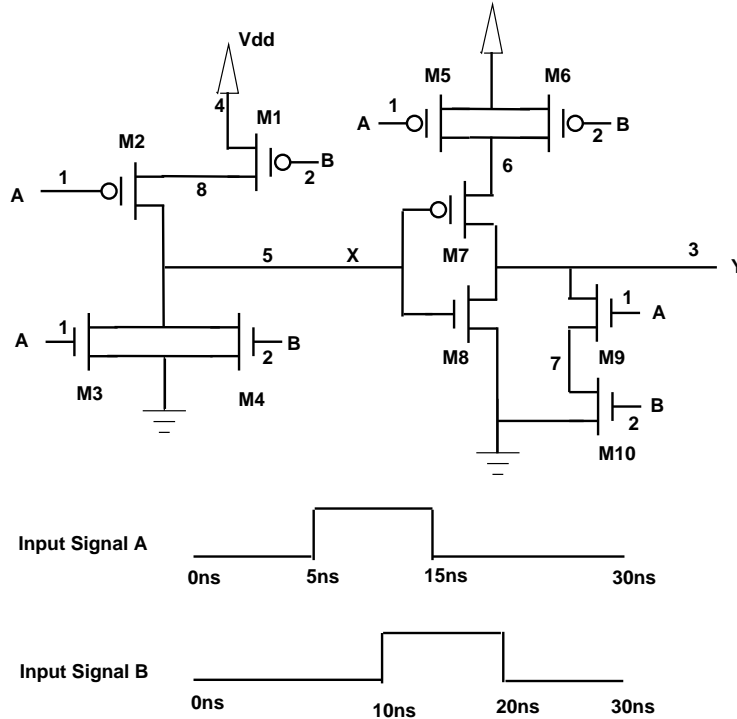 Vdd
4
M1
M2
B
2
A
1
8
M5
M6
A
1
B
2
6
M7
5
X
3
Y
A
1
B
2
M3
M4
M8
1
A
M9
7
B
2
M10
Input Signal A
0ns
5ns
15ns
30ns
Input Signal B
0ns
10ns
20ns
30ns